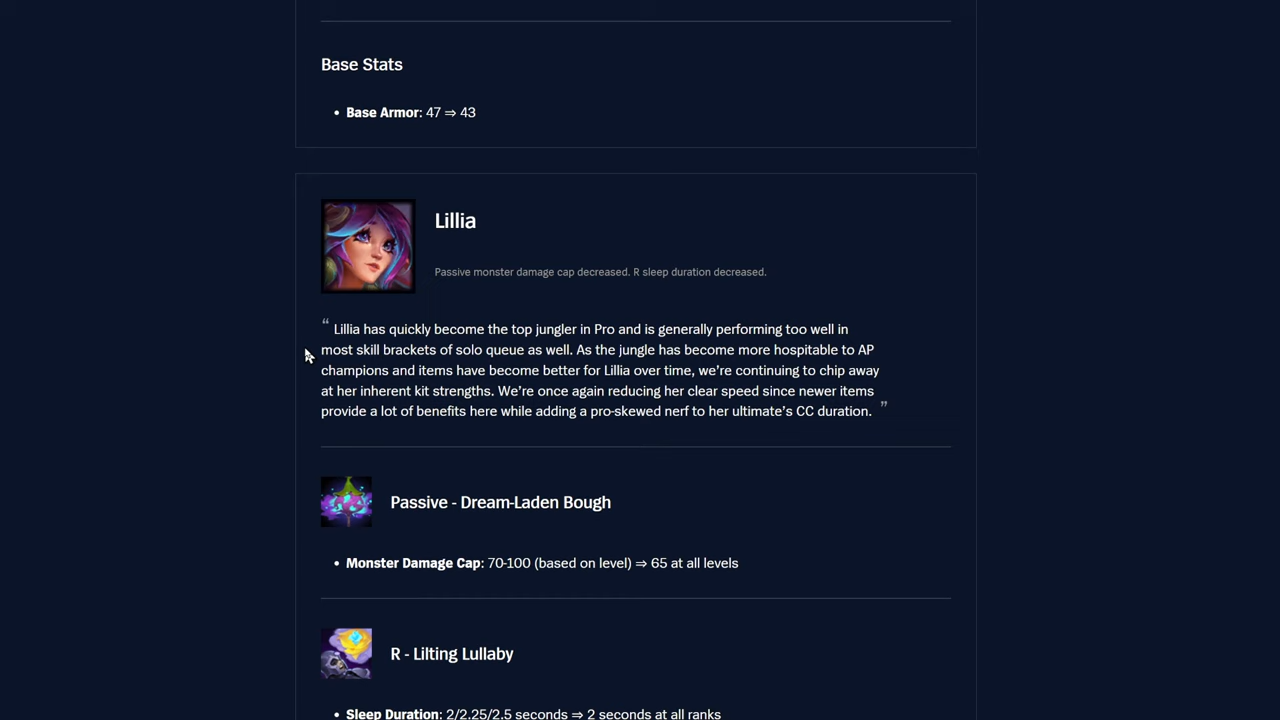 Base Stats
• Base Armor: 47 ⇒ 43
Lillia
Passive monster damage cap decreased. R sleep duration decreased.
“ Lillia has quickly become the top jungler in Pro and is generally performing too well in
most skill brackets of solo queue as well. As the jungle has become more hospitable to AP
champions and items have become better for Lillia over time, we’re continuing to chip away
at her inherent kit strengths. We’re once again reducing her clear speed since newer items
provide a lot of benefits here while adding a pro-skewed nerf to her ultimate’s CC duration. ”
Passive - Dream-Laden Bough
• Monster Damage Cap: 70-100 (based on level) ⇒ 65 at all levels
R - Lilting Lullaby
• Sleep Duration: 2/2.25/2.5 seconds ⇒ 2 seconds at all ranks